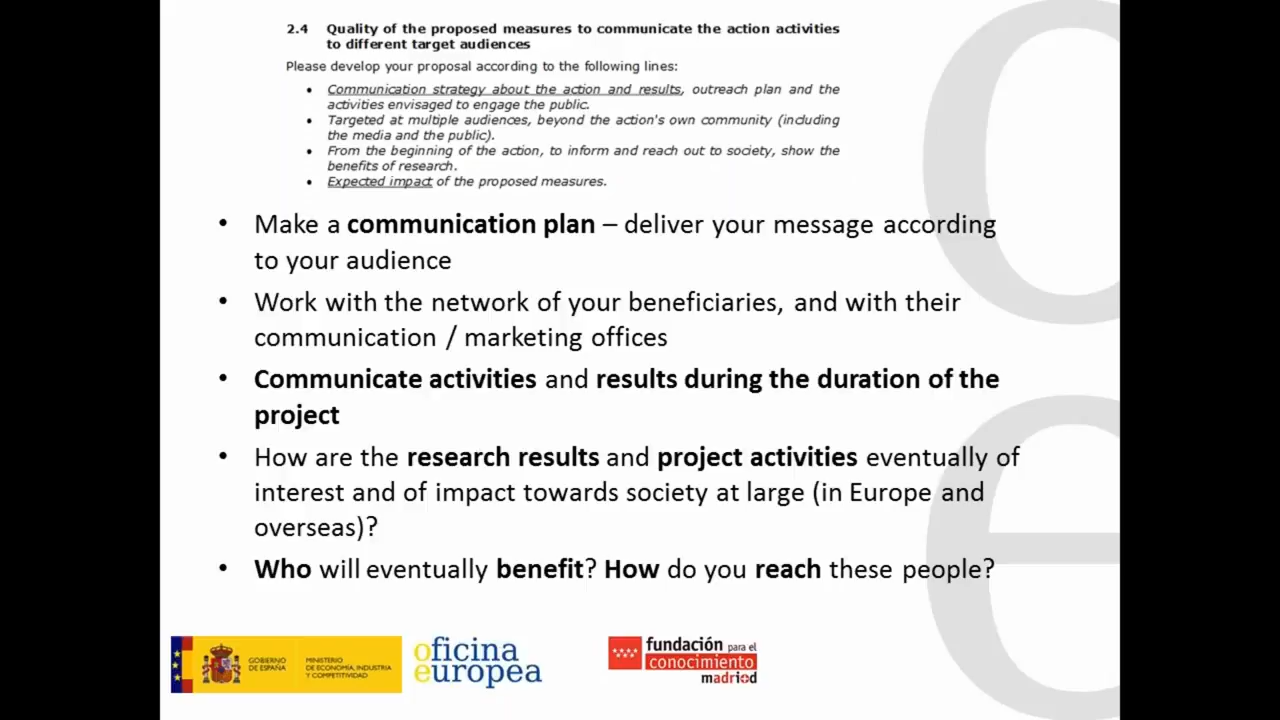 2.4 Quality of the proposed measures to communicate the action activities
to different target audiences
Please develop your proposal according to the following lines:
• Communication strategy about the action and results, outreach plan and the
activities envisaged to engage the public.
• Targeted at multiple audiences, beyond the action's own community (including
the media and the public).
• From the beginning of the action, to inform and reach out to society, show the
benefits of research.
• Expected impact of the proposed measures.
• Make a communication plan – deliver your message according
to your audience
• Work with the network of your beneficiaries, and with their
communication / marketing offices
• Communicate activities and results during the duration of the
project
• How are the research results and project activities eventually of
interest and of impact towards society at large (in Europe and
overseas)?
• Who will eventually benefit? How do you reach these people?
GOBIERNO
DE ESPAÑA
MINISTERIO
DE ECONOMÍA, INDUSTRIA
Y COMPETITIVIDAD
oficina
europea
fundación para el
conocimiento
madri+d
oe